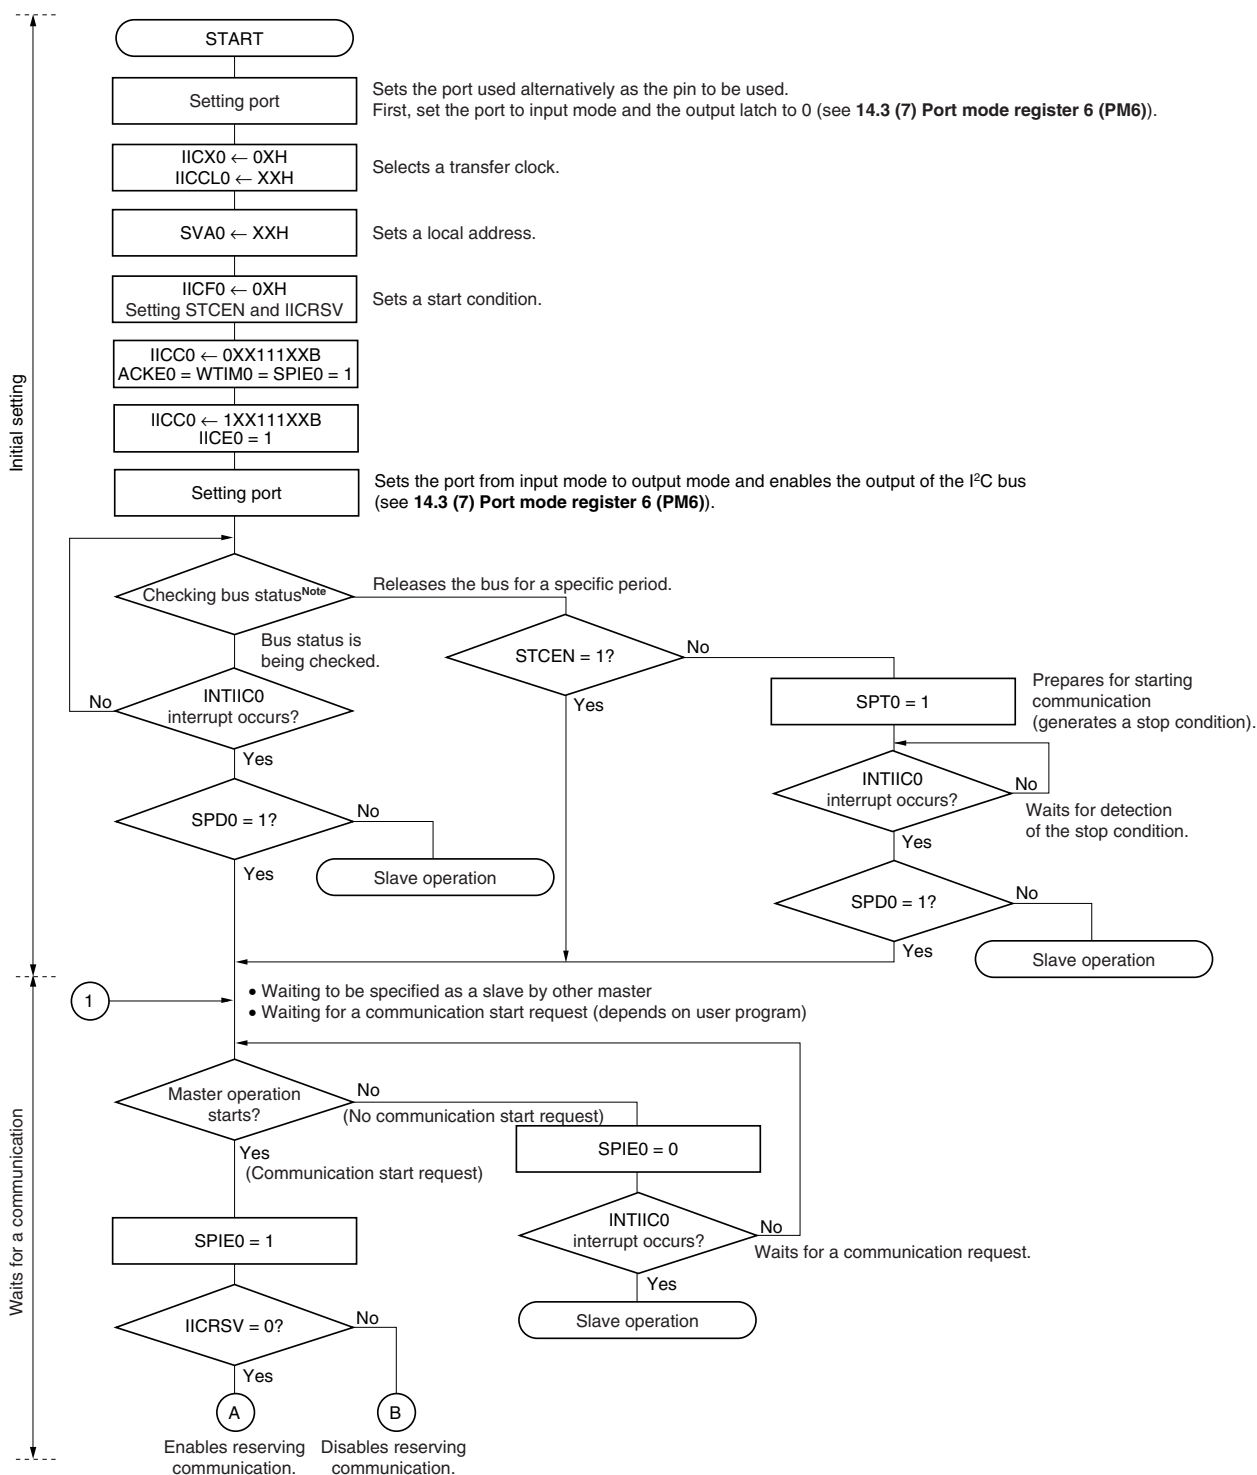 START
Setting port
Sets the port used alternatively as the pin to be used.
First, set the port to input mode and the output latch to 0 (see 14.3 (7) Port mode register 6 (PM6)).
IICX0 ← 0XH
IICCL0 ← XXH
Selects a transfer clock.
SVA0 ← XXH
Sets a local address.
IICF0 ← 0XH
Setting STCEN and IICRSV
Sets a start condition.
IICC0 ← 0XX111XXB
ACKE0 = WTIM0 = SPIE0 = 1
IICC0 ← 1XX111XXB
IICE0 = 1
Initial setting
Setting port
Sets the port from input mode to output mode and enables the output of the I²C bus
(see 14.3 (7) Port mode register 6 (PM6)).
Checking bus statusNote
Releases the bus for a specific period.
Bus status is
being checked.
STCEN = 1?
No
Yes
INTIIC0
interrupt occurs?
No
Yes
SPT0 = 1
Prepares for starting
communication
(generates a stop condition).
INTIIC0
interrupt occurs?
No
Waits for detection
of the stop condition.
Yes
SPD0 = 1?
No
Yes
Slave operation
SPD0 = 1?
No
Yes
Slave operation
1
• Waiting to be specified as a slave by other master
• Waiting for a communication start request (depends on user program)
Waits for a communication
Master operation
starts?
No
(No communication start request)
Yes
(Communication start request)
SPIE0 = 0
INTIIC0
interrupt occurs?
No
Waits for a communication request.
Yes
Slave operation
SPIE0 = 1
IICRSV = 0?
No
Yes
A
B
Enables reserving
communication.
Disables reserving
communication.